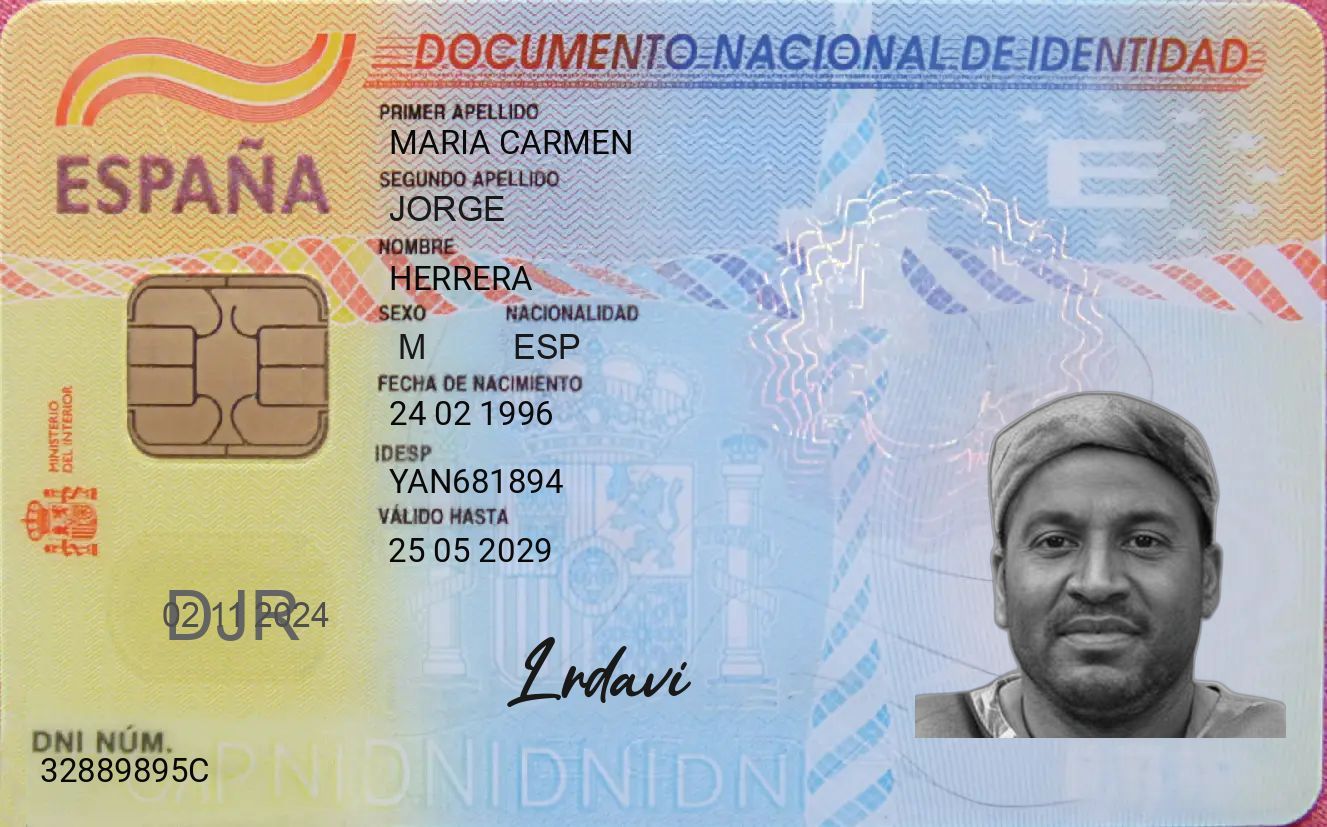 DOCUMENTO NACIONAL DE IDENTIDAD
ESPAÑA
PRIMER APELLIDO
MARIA CARMEN
SEGUNDO APELLIDO
JORGE
NOMBRE
HERRERA
SEXO NACIONALIDAD
M ESP
FECHA DE NACIMIENTO
24 02 1996
IDESP
YAN681894
VÁLIDO HASTA
25 05 2029
MINISTERIO
DEL INTERIOR
E
02 11 2024
DJR
Lrdavi
DNI NÚM.
32889895C
DNIDNIDNIDNI